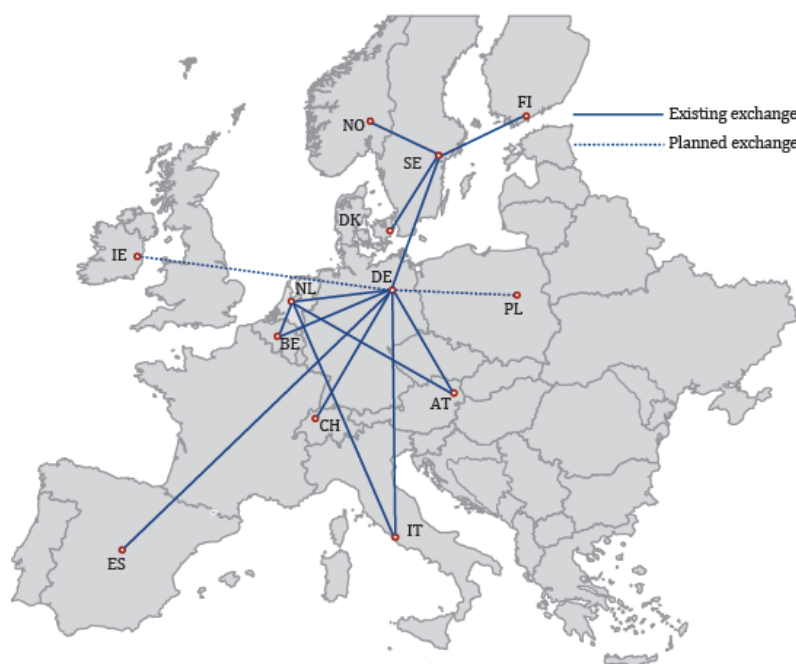 FI
Existing exchange
NO
Planned exchange
SE
DK
IE
DE
NL
PL
BE
AT
CH
IT
ES